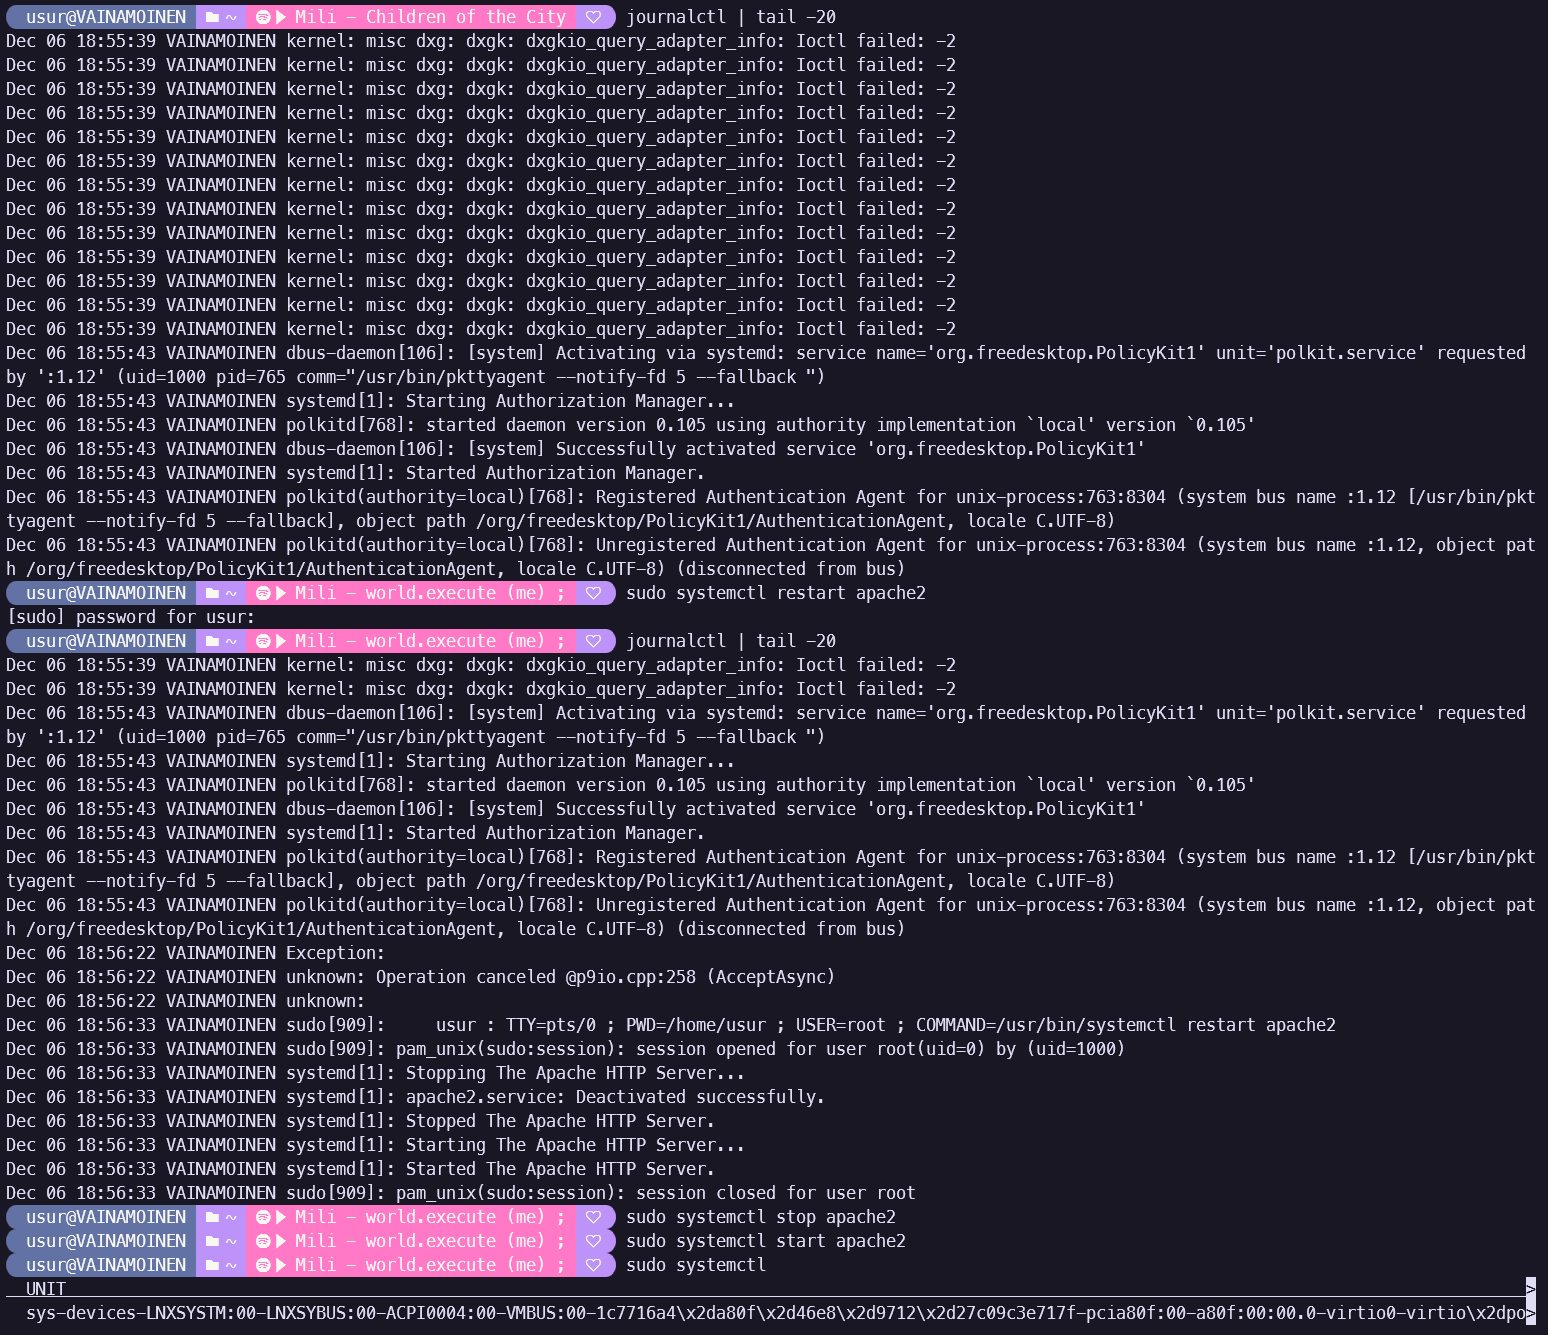 usur@VAINAMOINEN ~ Mili - Children of the City ♡ journalctl | tail -20
Dec 06 18:55:39 VAINAMOINEN kernel: misc dxg: dxgk: dxgkio_query_adapter_info: Ioctl failed: -2
Dec 06 18:55:39 VAINAMOINEN kernel: misc dxg: dxgk: dxgkio_query_adapter_info: Ioctl failed: -2
Dec 06 18:55:39 VAINAMOINEN kernel: misc dxg: dxgk: dxgkio_query_adapter_info: Ioctl failed: -2
Dec 06 18:55:39 VAINAMOINEN kernel: misc dxg: dxgk: dxgkio_query_adapter_info: Ioctl failed: -2
Dec 06 18:55:39 VAINAMOINEN kernel: misc dxg: dxgk: dxgkio_query_adapter_info: Ioctl failed: -2
Dec 06 18:55:39 VAINAMOINEN kernel: misc dxg: dxgk: dxgkio_query_adapter_info: Ioctl failed: -2
Dec 06 18:55:39 VAINAMOINEN kernel: misc dxg: dxgk: dxgkio_query_adapter_info: Ioctl failed: -2
Dec 06 18:55:39 VAINAMOINEN kernel: misc dxg: dxgk: dxgkio_query_adapter_info: Ioctl failed: -2
Dec 06 18:55:39 VAINAMOINEN kernel: misc dxg: dxgk: dxgkio_query_adapter_info: Ioctl failed: -2
Dec 06 18:55:39 VAINAMOINEN kernel: misc dxg: dxgk: dxgkio_query_adapter_info: Ioctl failed: -2
Dec 06 18:55:39 VAINAMOINEN kernel: misc dxg: dxgk: dxgkio_query_adapter_info: Ioctl failed: -2
Dec 06 18:55:39 VAINAMOINEN kernel: misc dxg: dxgk: dxgkio_query_adapter_info: Ioctl failed: -2
Dec 06 18:55:39 VAINAMOINEN kernel: misc dxg: dxgk: dxgkio_query_adapter_info: Ioctl failed: -2
Dec 06 18:55:43 VAINAMOINEN dbus-daemon[106]: [system] Activating via systemd: service name='org.freedesktop.PolicyKit1' unit='polkit.service' requested
by ':1.12' (uid=1000 pid=765 comm="/usr/bin/pkttyagent --notify-fd 5 --fallback ")
Dec 06 18:55:43 VAINAMOINEN systemd[1]: Starting Authorization Manager...
Dec 06 18:55:43 VAINAMOINEN polkitd[768]: started daemon version 0.105 using authority implementation `local' version `0.105'
Dec 06 18:55:43 VAINAMOINEN dbus-daemon[106]: [system] Successfully activated service 'org.freedesktop.PolicyKit1'
Dec 06 18:55:43 VAINAMOINEN systemd[1]: Started Authorization Manager.
Dec 06 18:55:43 VAINAMOINEN polkitd(authority=local)[768]: Registered Authentication Agent for unix-process:763:8304 (system bus name :1.12 [/usr/bin/pkt
tyagent --notify-fd 5 --fallback], object path /org/freedesktop/PolicyKit1/AuthenticationAgent, locale C.UTF-8)
Dec 06 18:55:43 VAINAMOINEN polkitd(authority=local)[768]: Unregistered Authentication Agent for unix-process:763:8304 (system bus name :1.12, object pat
h /org/freedesktop/PolicyKit1/AuthenticationAgent, locale C.UTF-8) (disconnected from bus)
usur@VAINAMOINEN ~ Mili - world.execute (me) ; ♡ sudo systemctl restart apache2
[sudo] password for usur:
usur@VAINAMOINEN ~ Mili - world.execute (me) ; ♡ journalctl | tail -20
Dec 06 18:55:39 VAINAMOINEN kernel: misc dxg: dxgk: dxgkio_query_adapter_info: Ioctl failed: -2
Dec 06 18:55:39 VAINAMOINEN kernel: misc dxg: dxgk: dxgkio_query_adapter_info: Ioctl failed: -2
Dec 06 18:55:43 VAINAMOINEN dbus-daemon[106]: [system] Activating via systemd: service name='org.freedesktop.PolicyKit1' unit='polkit.service' requested
by ':1.12' (uid=1000 pid=765 comm="/usr/bin/pkttyagent --notify-fd 5 --fallback ")
Dec 06 18:55:43 VAINAMOINEN systemd[1]: Starting Authorization Manager...
Dec 06 18:55:43 VAINAMOINEN polkitd[768]: started daemon version 0.105 using authority implementation `local' version `0.105'
Dec 06 18:55:43 VAINAMOINEN dbus-daemon[106]: [system] Successfully activated service 'org.freedesktop.PolicyKit1'
Dec 06 18:55:43 VAINAMOINEN systemd[1]: Started Authorization Manager.
Dec 06 18:55:43 VAINAMOINEN polkitd(authority=local)[768]: Registered Authentication Agent for unix-process:763:8304 (system bus name :1.12 [/usr/bin/pkt
tyagent --notify-fd 5 --fallback], object path /org/freedesktop/PolicyKit1/AuthenticationAgent, locale C.UTF-8)
Dec 06 18:55:43 VAINAMOINEN polkitd(authority=local)[768]: Unregistered Authentication Agent for unix-process:763:8304 (system bus name :1.12, object pat
h /org/freedesktop/PolicyKit1/AuthenticationAgent, locale C.UTF-8) (disconnected from bus)
Dec 06 18:56:22 VAINAMOINEN Exception:
Dec 06 18:56:22 VAINAMOINEN unknown: Operation canceled @p9io.cpp:258 (AcceptAsync)
Dec 06 18:56:22 VAINAMOINEN unknown:
Dec 06 18:56:33 VAINAMOINEN sudo[909]:     usur : TTY=pts/0 ; PWD=/home/usur ; USER=root ; COMMAND=/usr/bin/systemctl restart apache2
Dec 06 18:56:33 VAINAMOINEN sudo[909]: pam_unix(sudo:session): session opened for user root(uid=0) by (uid=1000)
Dec 06 18:56:33 VAINAMOINEN systemd[1]: Stopping The Apache HTTP Server...
Dec 06 18:56:33 VAINAMOINEN systemd[1]: apache2.service: Deactivated successfully.
Dec 06 18:56:33 VAINAMOINEN systemd[1]: Stopped The Apache HTTP Server.
Dec 06 18:56:33 VAINAMOINEN systemd[1]: Starting The Apache HTTP Server...
Dec 06 18:56:33 VAINAMOINEN systemd[1]: Started The Apache HTTP Server.
Dec 06 18:56:33 VAINAMOINEN sudo[909]: pam_unix(sudo:session): session closed for user root
usur@VAINAMOINEN ~ Mili - world.execute (me) ; ♡ sudo systemctl stop apache2
usur@VAINAMOINEN ~ Mili - world.execute (me) ; ♡ sudo systemctl start apache2
usur@VAINAMOINEN ~ Mili - world.execute (me) ; ♡ sudo systemctl
UNIT >
sys-devices-LNXSYSTM:00-LNXSYBUS:00-ACPI0004:00-VMBUS:00-1c7716a4\x2da80f\x2d46e8\x2d9712\x2d27c09c3e717f-pcia80f:00-a80f:00:00.0-virtio0-virtio\x2dpo>